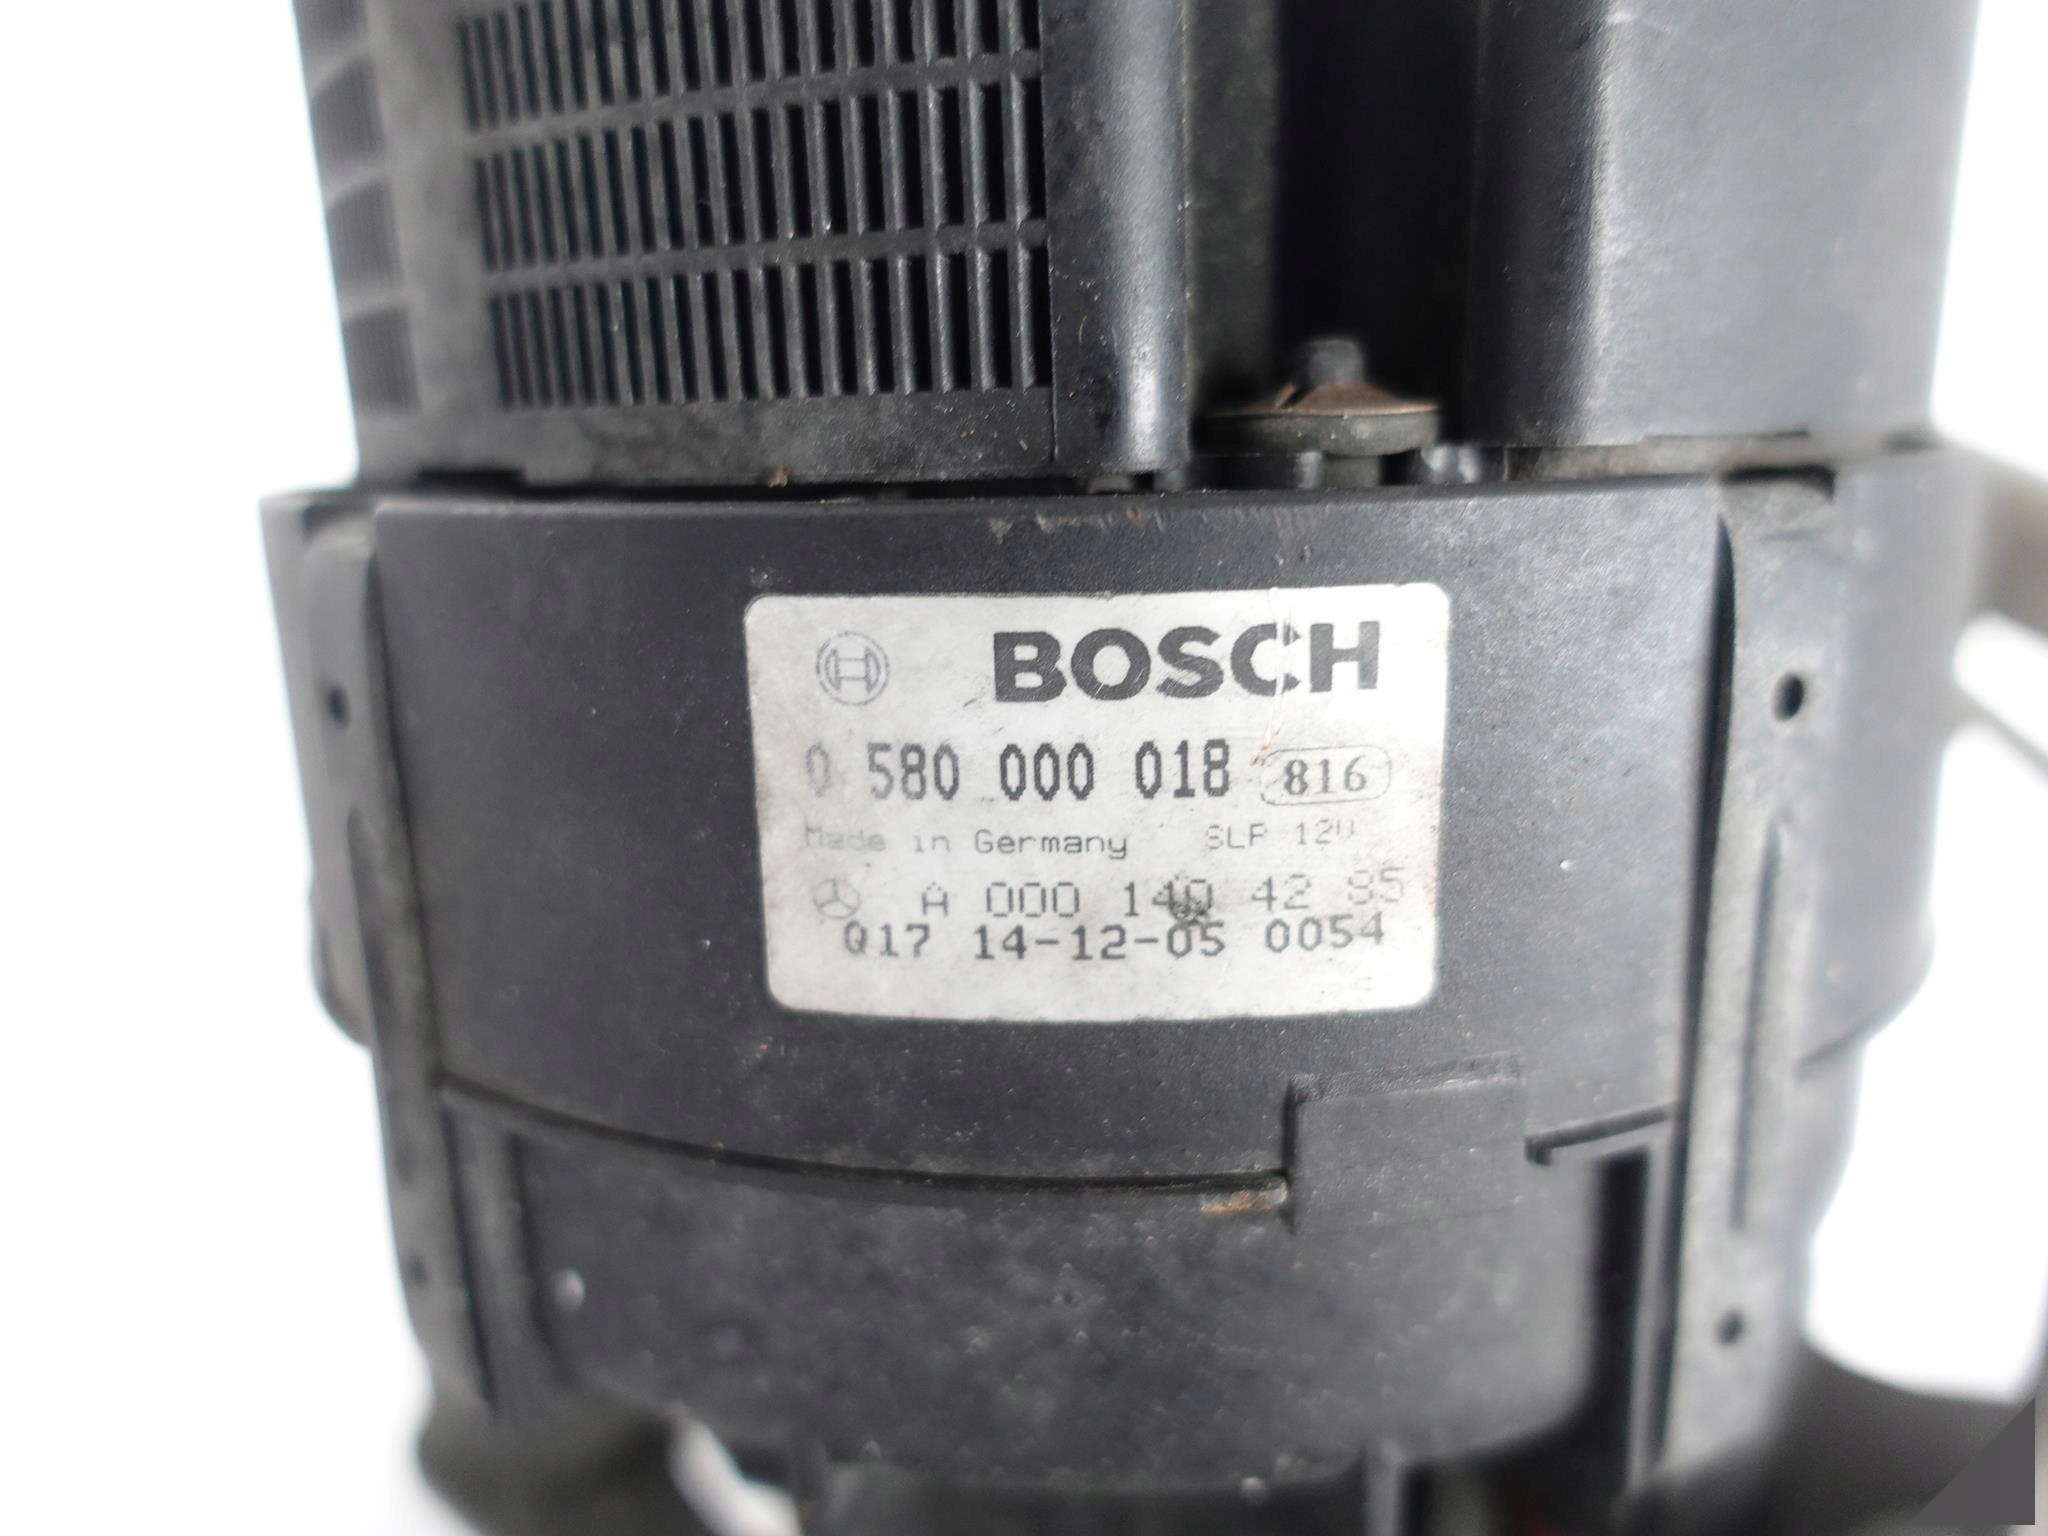 BOSCH
0 580 000 018 816
Made in Germany SLP 12V
A 000 140 42 85
Q17 14-12-05 0054